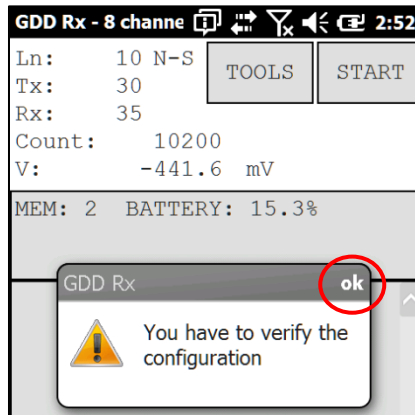 GDD Rx - 8 channe 2:52
Ln: 10 N-S
TOOLS START
Tx: 30
Rx: 35
Count: 10200
V: -441.6 mV
MEM: 2 BATTERY: 15.3%
GDD Rx ok
You have to verify the
configuration